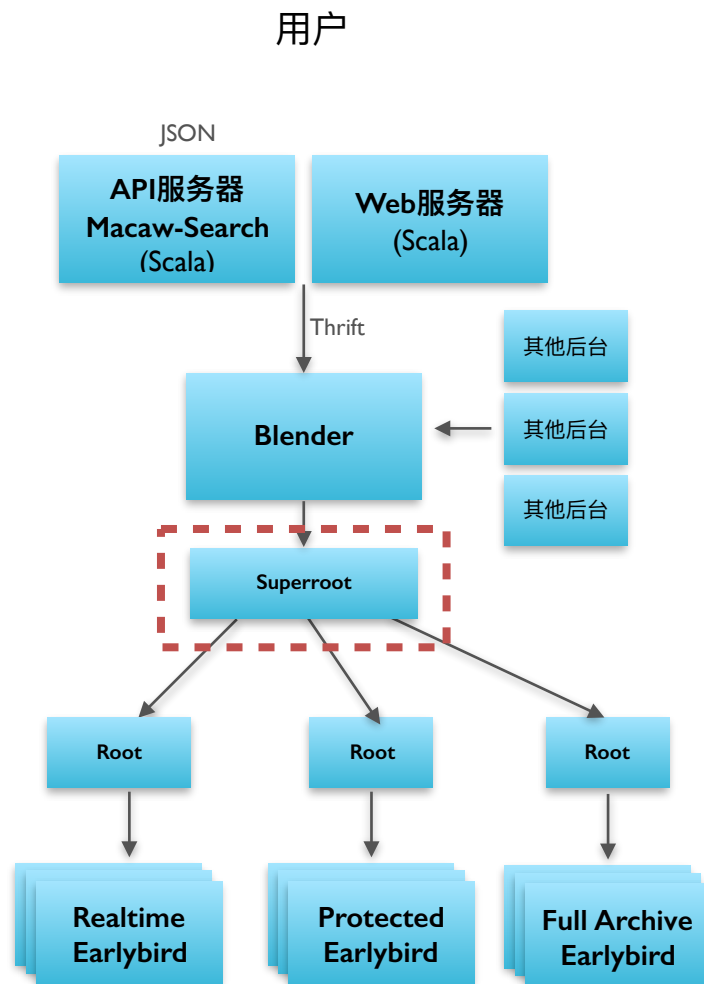 用户
JSON
API服务器
Macaw-Search
(Scala)
Web服务器
(Scala)
Thrift
其他后台
Blender
其他后台
其他后台
Superroot
Root
Root
Root
Realtime
Earlybird
Protected
Earlybird
Full Archive
Earlybird